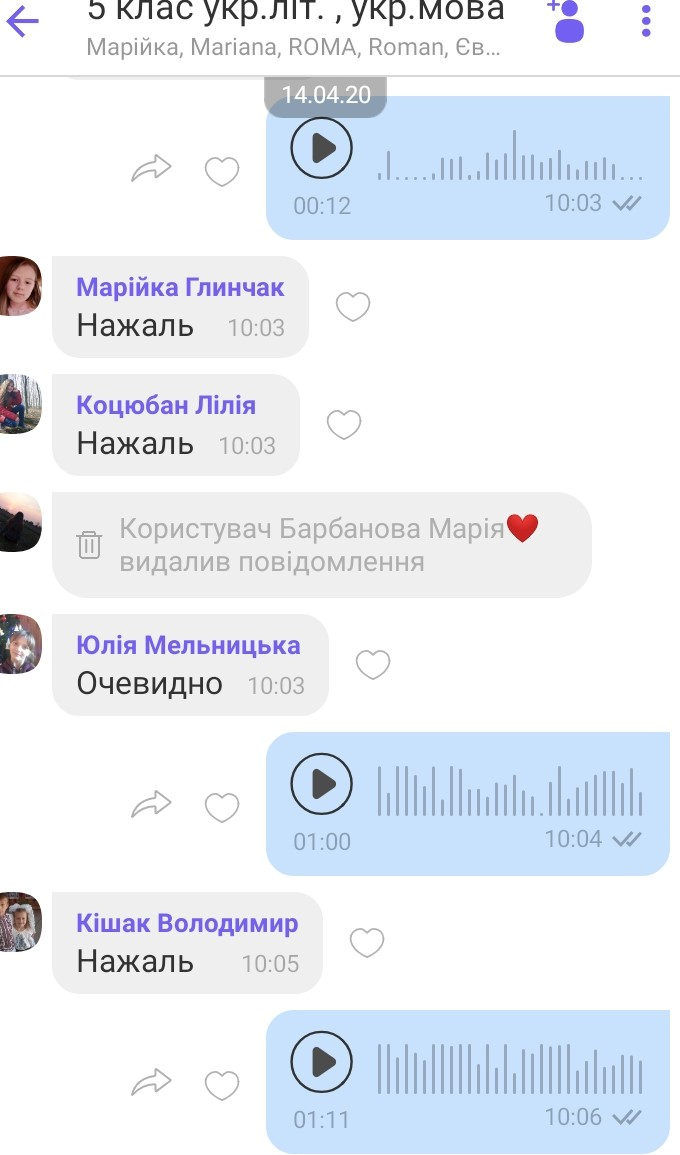 5 клас укр.літ. , укр.мова
Марійка, Mariana, ROMA, Roman, Єв...
14.04.20
00:12
10:03
Марійка Глинчак
Нажаль 10:03
Коцюбан Лілія
Нажаль 10:03
Користувач Барбанова Марія❤️
видалив повідомлення
Юлія Мельницька
Очевидно 10:03
01:00
10:04
Кішак Володимир
Нажаль 10:05
01:11
10:06